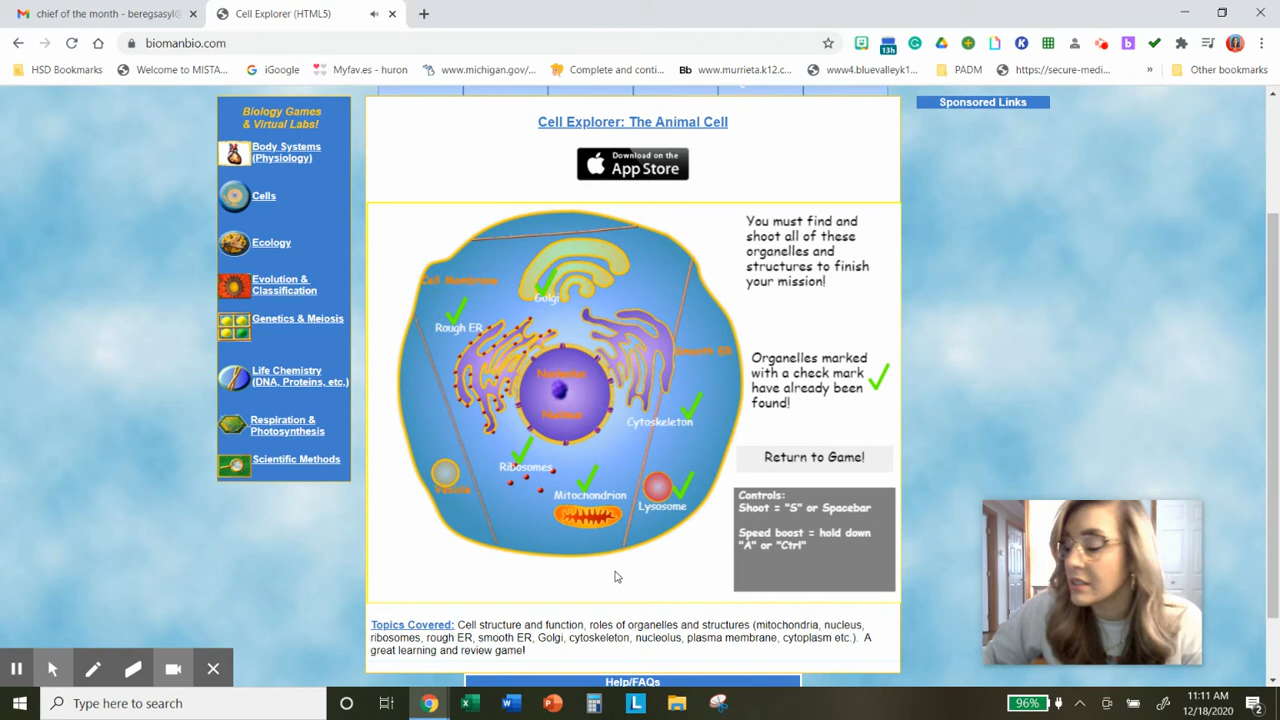 chief of the month - beregsasyl@
Cell Explorer (HTML5)
biomanbio.com
13h
HSD Bookmarks
Welcome to MISTA...
iGoogle
Myfav.es - huron
www.michigan.gov/...
Complete and conti...
Bb www.murrieta.k12.c...
www4.bluevalleyk1...
PADM
https://secure-medi...
»
Other bookmarks
Biology Games
& Virtual Labs!
Body Systems
(Physiology)
Cells
Ecology
Evolution &
Classification
Genetics & Meiosis
Life Chemistry
(DNA, Proteins, etc.)
Respiration &
Photosynthesis
Scientific Methods
Cell Explorer: The Animal Cell
Download on the
App Store
Cell Membrane
Golgi
Rough ER
Smooth ER
Nucleolus
Nucleus
Cytoskeleton
Ribosomes
Vesicle
Mitochondrion
Lysosome
You must find and
shoot all of these
organelles and
structures to finish
your mission!
Organelles marked
with a check mark
have already been
found!
Return to Game!
Controls:
Shoot = "S" or Spacebar
Speed boost = hold down
"A" or "Ctrl"
Topics Covered: Cell structure and function, roles of organelles and structures (mitochondria, nucleus,
ribosomes, rough ER, smooth ER, Golgi, cytoskeleton, nucleolus, plasma membrane, cytoplasm etc.). A
great learning and review game!
Help/FAQs
Sponsored Links
Type here to search
96%
11:11 AM
12/18/2020
2